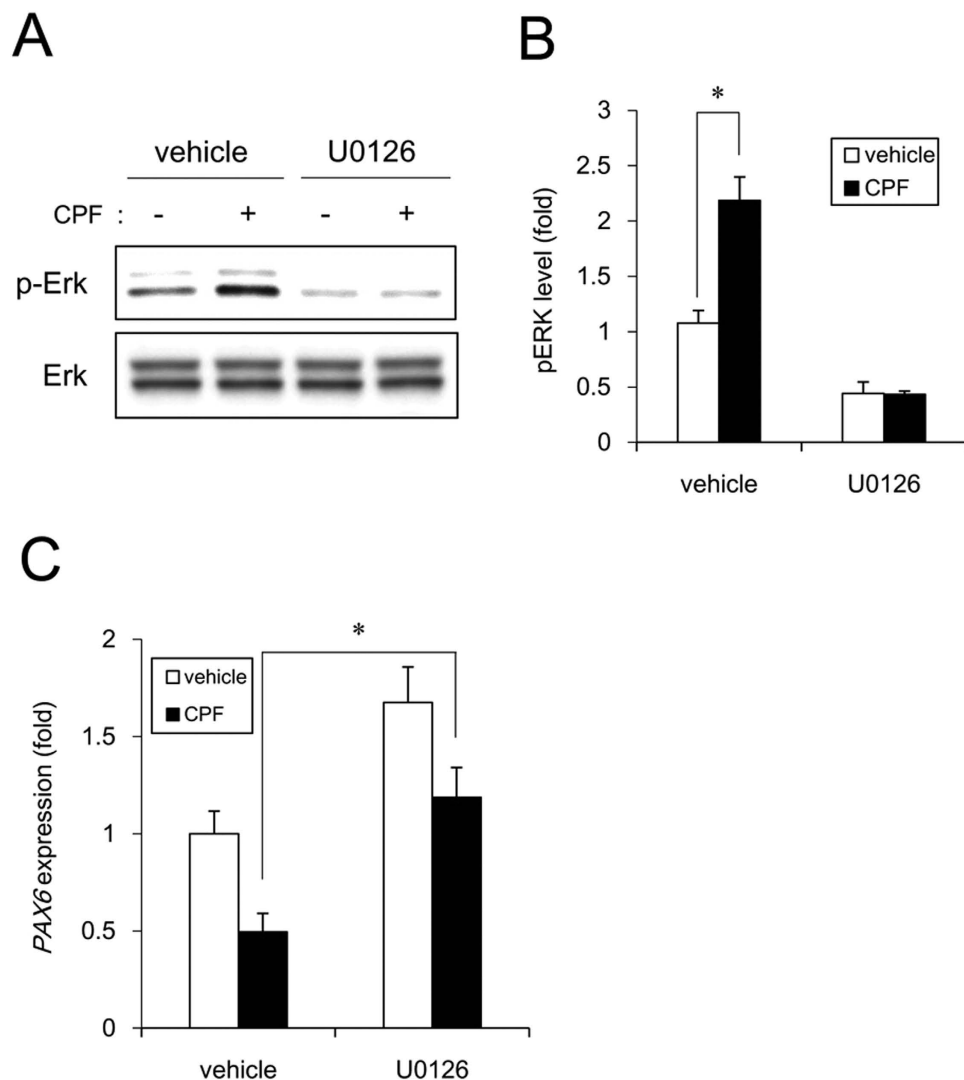 A
vehicle U0126
CPF : - + - +
p-Erk
Erk
B
pERK level (fold)
3
2.5
2
1.5
1
0.5
0
*
vehicle
CPF
vehicle U0126
C
PAX6 expression (fold)
2
1.5
1
0.5
0
*
vehicle
CPF
vehicle U0126